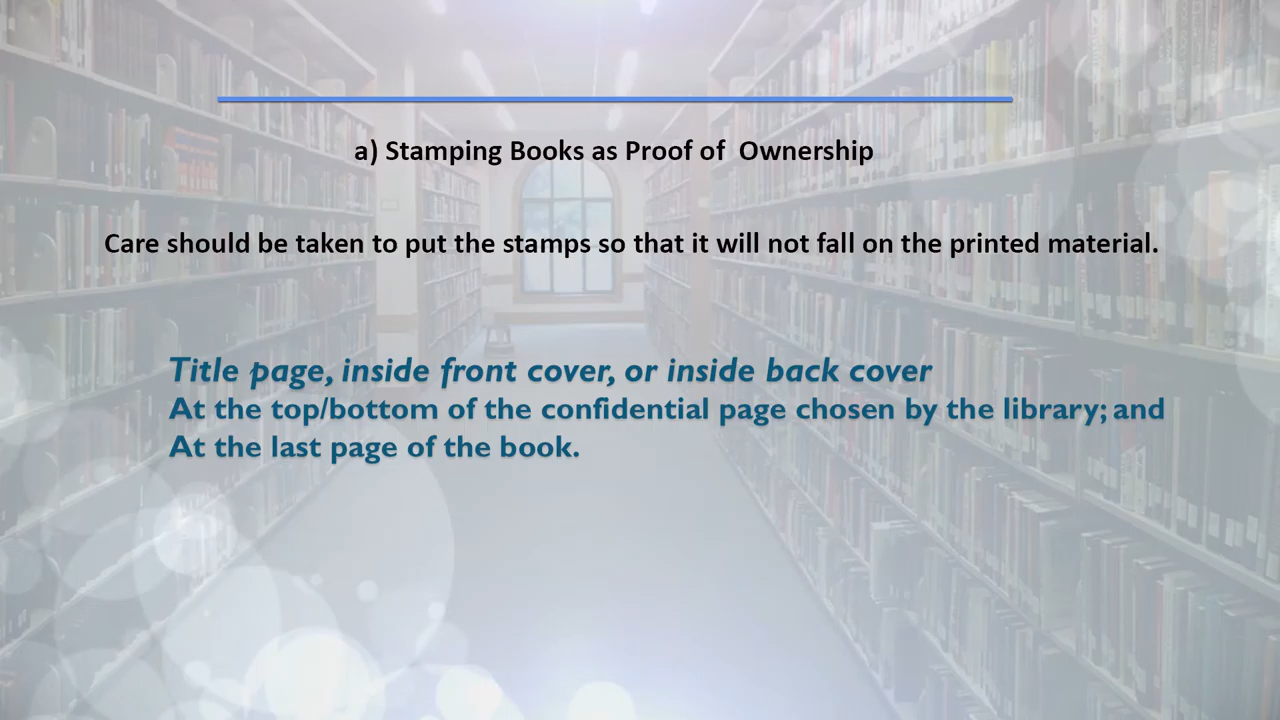 a) Stamping Books as Proof of  Ownership
Care should be taken to put the stamps so that it will not fall on the printed material.
Title page, inside front cover, or inside back cover
At the top/bottom of the confidential page chosen by the library; and
At the last page of the book.